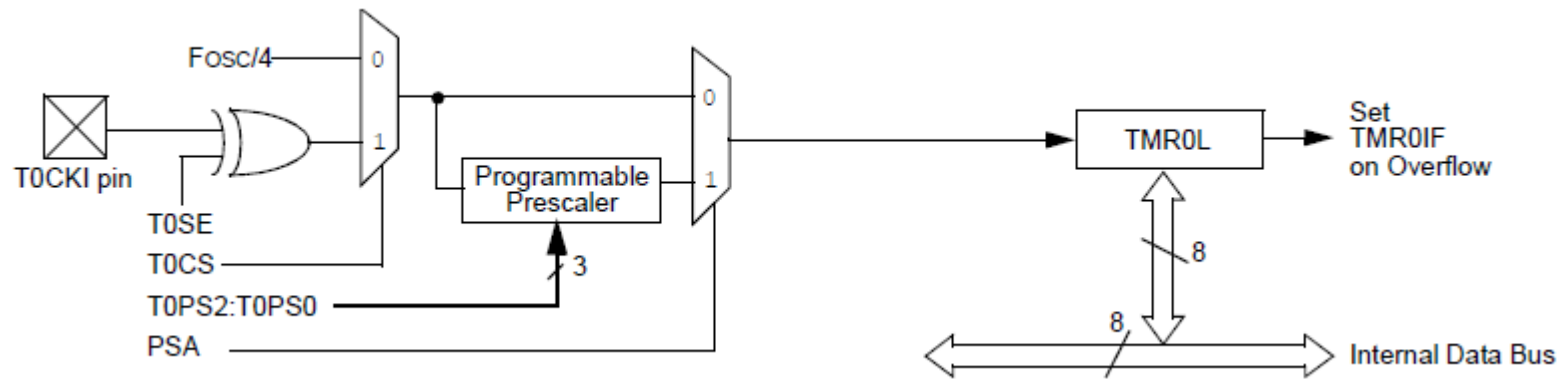 Fosc/4
0
1
T0CKI pin
T0SE
T0CS
T0PS2:T0PS0
PSA
Programmable
Prescaler
3
0
1
TMR0L
Set
TMR0IF
on Overflow
8
8
Internal Data Bus